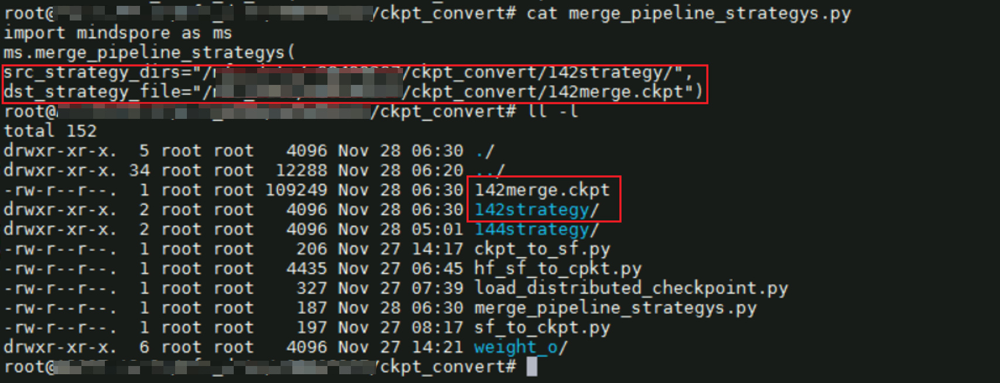 root@ /ckpt_convert# cat merge_pipeline_strategys.py
import mindspore as ms
ms.merge_pipeline_strategys(
src_strategy_dirs="/ /ckpt_convert/142strategy/",
dst_strategy_file="/ /ckpt_convert/142merge.ckpt")
root@ /ckpt_convert# ll -l
total 152
drwxr-xr-x. 5 root root 4096 Nov 28 06:30 ./
drwxr-xr-x. 34 root root 12288 Nov 28 06:20 ../
-rw-r--r--. 1 root root 109249 Nov 28 06:30 142merge.ckpt
drwxr-xr-x. 2 root root 4096 Nov 28 06:30 142strategy/
drwxr-xr-x. 2 root root 4096 Nov 28 05:01 144strategy/
-rw-r--r--. 1 root root 206 Nov 27 14:17 ckpt_to_sf.py
-rw-r--r--. 1 root root 4435 Nov 27 06:45 hf_sf_to_cpkt.py
-rw-r--r--. 1 root root 327 Nov 27 07:39 load_distributed_checkpoint.py
-rw-r--r--. 1 root root 187 Nov 28 06:30 merge_pipeline_strategys.py
-rw-r--r--. 1 root root 197 Nov 27 08:17 sf_to_ckpt.py
drwxr-xr-x. 6 root root 4096 Nov 27 14:21 weight_o/
root@ /ckpt_convert#